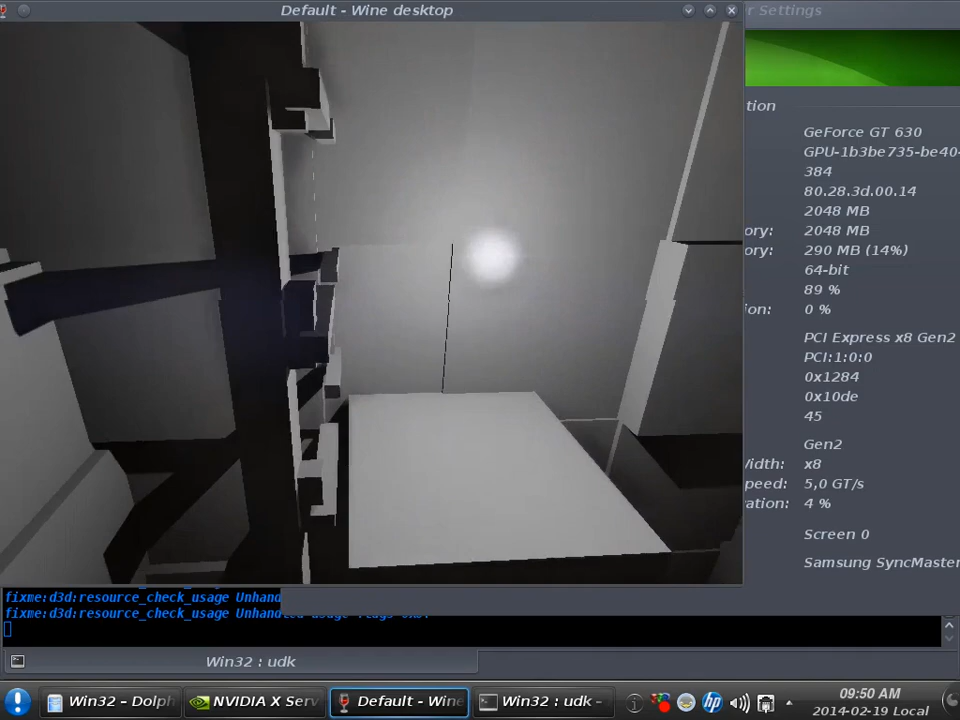 Default - Wine desktop
r Settings
tion
GeForce GT 630
GPU-1b3be735-be40-
384
80.28.3d.00.14
2048 MB
ory: 2048 MB
ory: 290 MB (14%)
64-bit
89 %
ion: 0 %
PCI Express x8 Gen2
PCI:1:0:0
0x1284
0x10de
45
Gen2
Width: x8
peed: 5,0 GT/s
ration: 4 %
Screen 0
Samsung SyncMaster
fixme:d3d:resource_check_usage Unhand
fixme:d3d:resource_check_usage Unhandled usage flags
Win32 : udk
Win32 – Dolph
NVIDIA X Serv
Default - Wine
Win32 : udk –
hp
09:50 AM
2014-02-19 Local